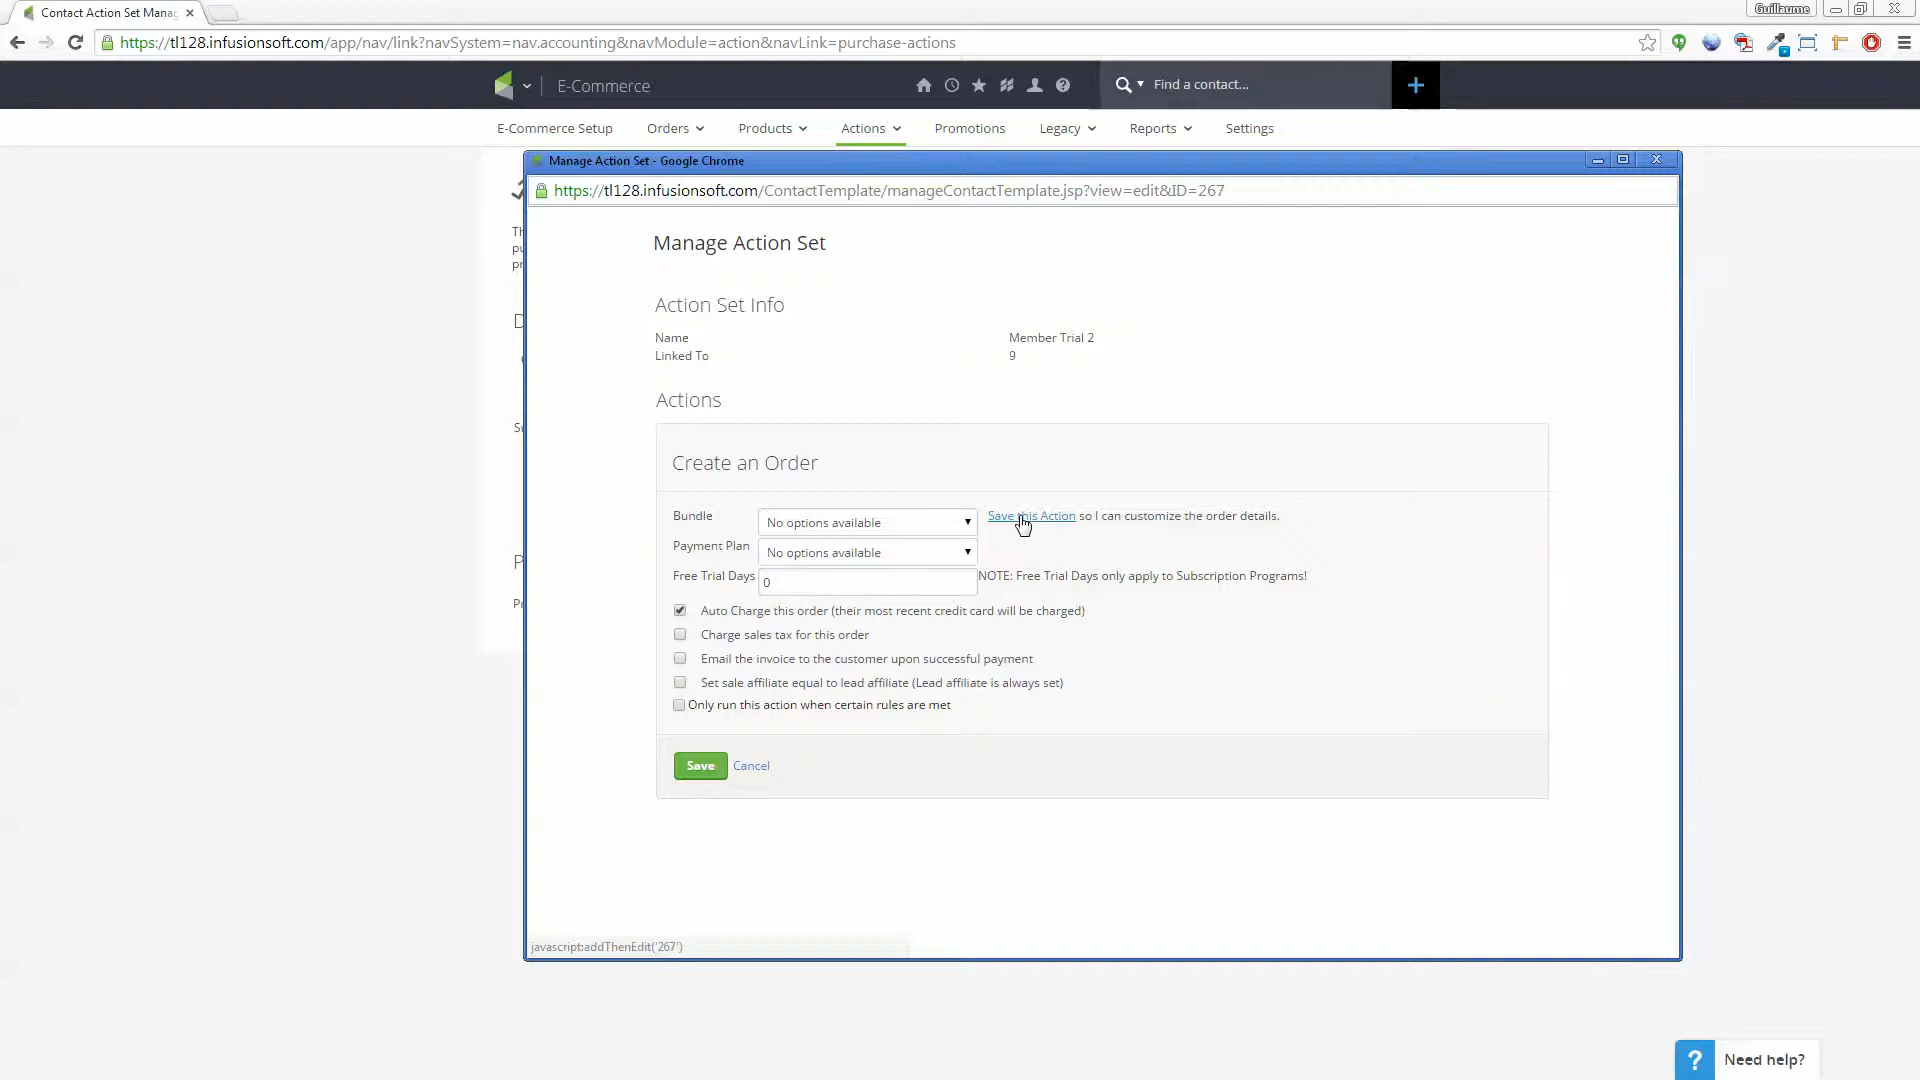 Contact Action Set Mana
Guillaume
https://tl128.infusionsoft.com/app/nav/link?navSystem=nav.accounting&navModule=action&navLink=purchase-actions
E-Commerce
Find a contact...
E-Commerce Setup Orders Products Actions Promotions Legacy Reports Settings
Manage Action Set - Google Chrome
https://tl128.infusionsoft.com/ContactTemplate/manageContactTemplate.jsp?view=edit&ID=267
Manage Action Set
Action Set Info
Name Member Trial 2
Linked To 9
Actions
Create an Order
Bundle No options available Save this Action so I can customize the order details.
Payment Plan No options available
Free Trial Days 0 NOTE: Free Trial Days only apply to Subscription Programs!
Auto Charge this order (their most recent credit card will be charged)
Charge sales tax for this order
Email the invoice to the customer upon successful payment
Set sale affiliate equal to lead affiliate (Lead affiliate is always set)
Only run this action when certain rules are met
Save Cancel
javascript:addThenEdit('267')
? Need help?